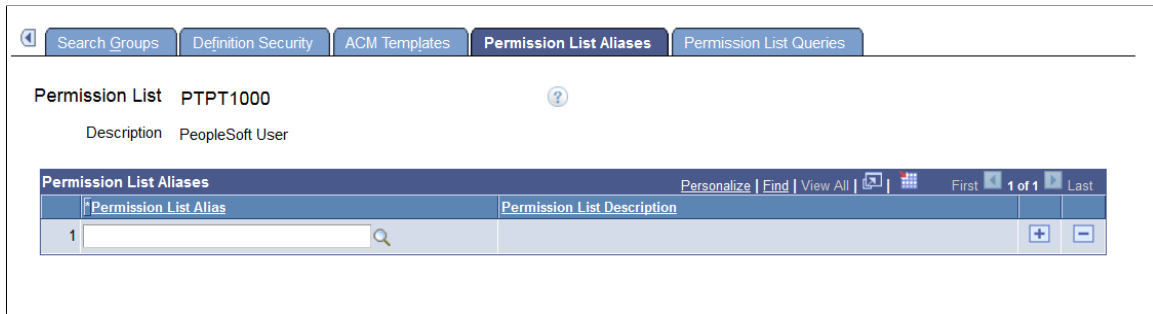 Search Groups Definition Security ACM Templates Permission List Aliases Permission List Queries
Permission List PTPT1000 ?
Description PeopleSoft User
Permission List Aliases Personalize | Find | View All | | First 1 of 1 Last
*Permission List Alias Permission List Description
1